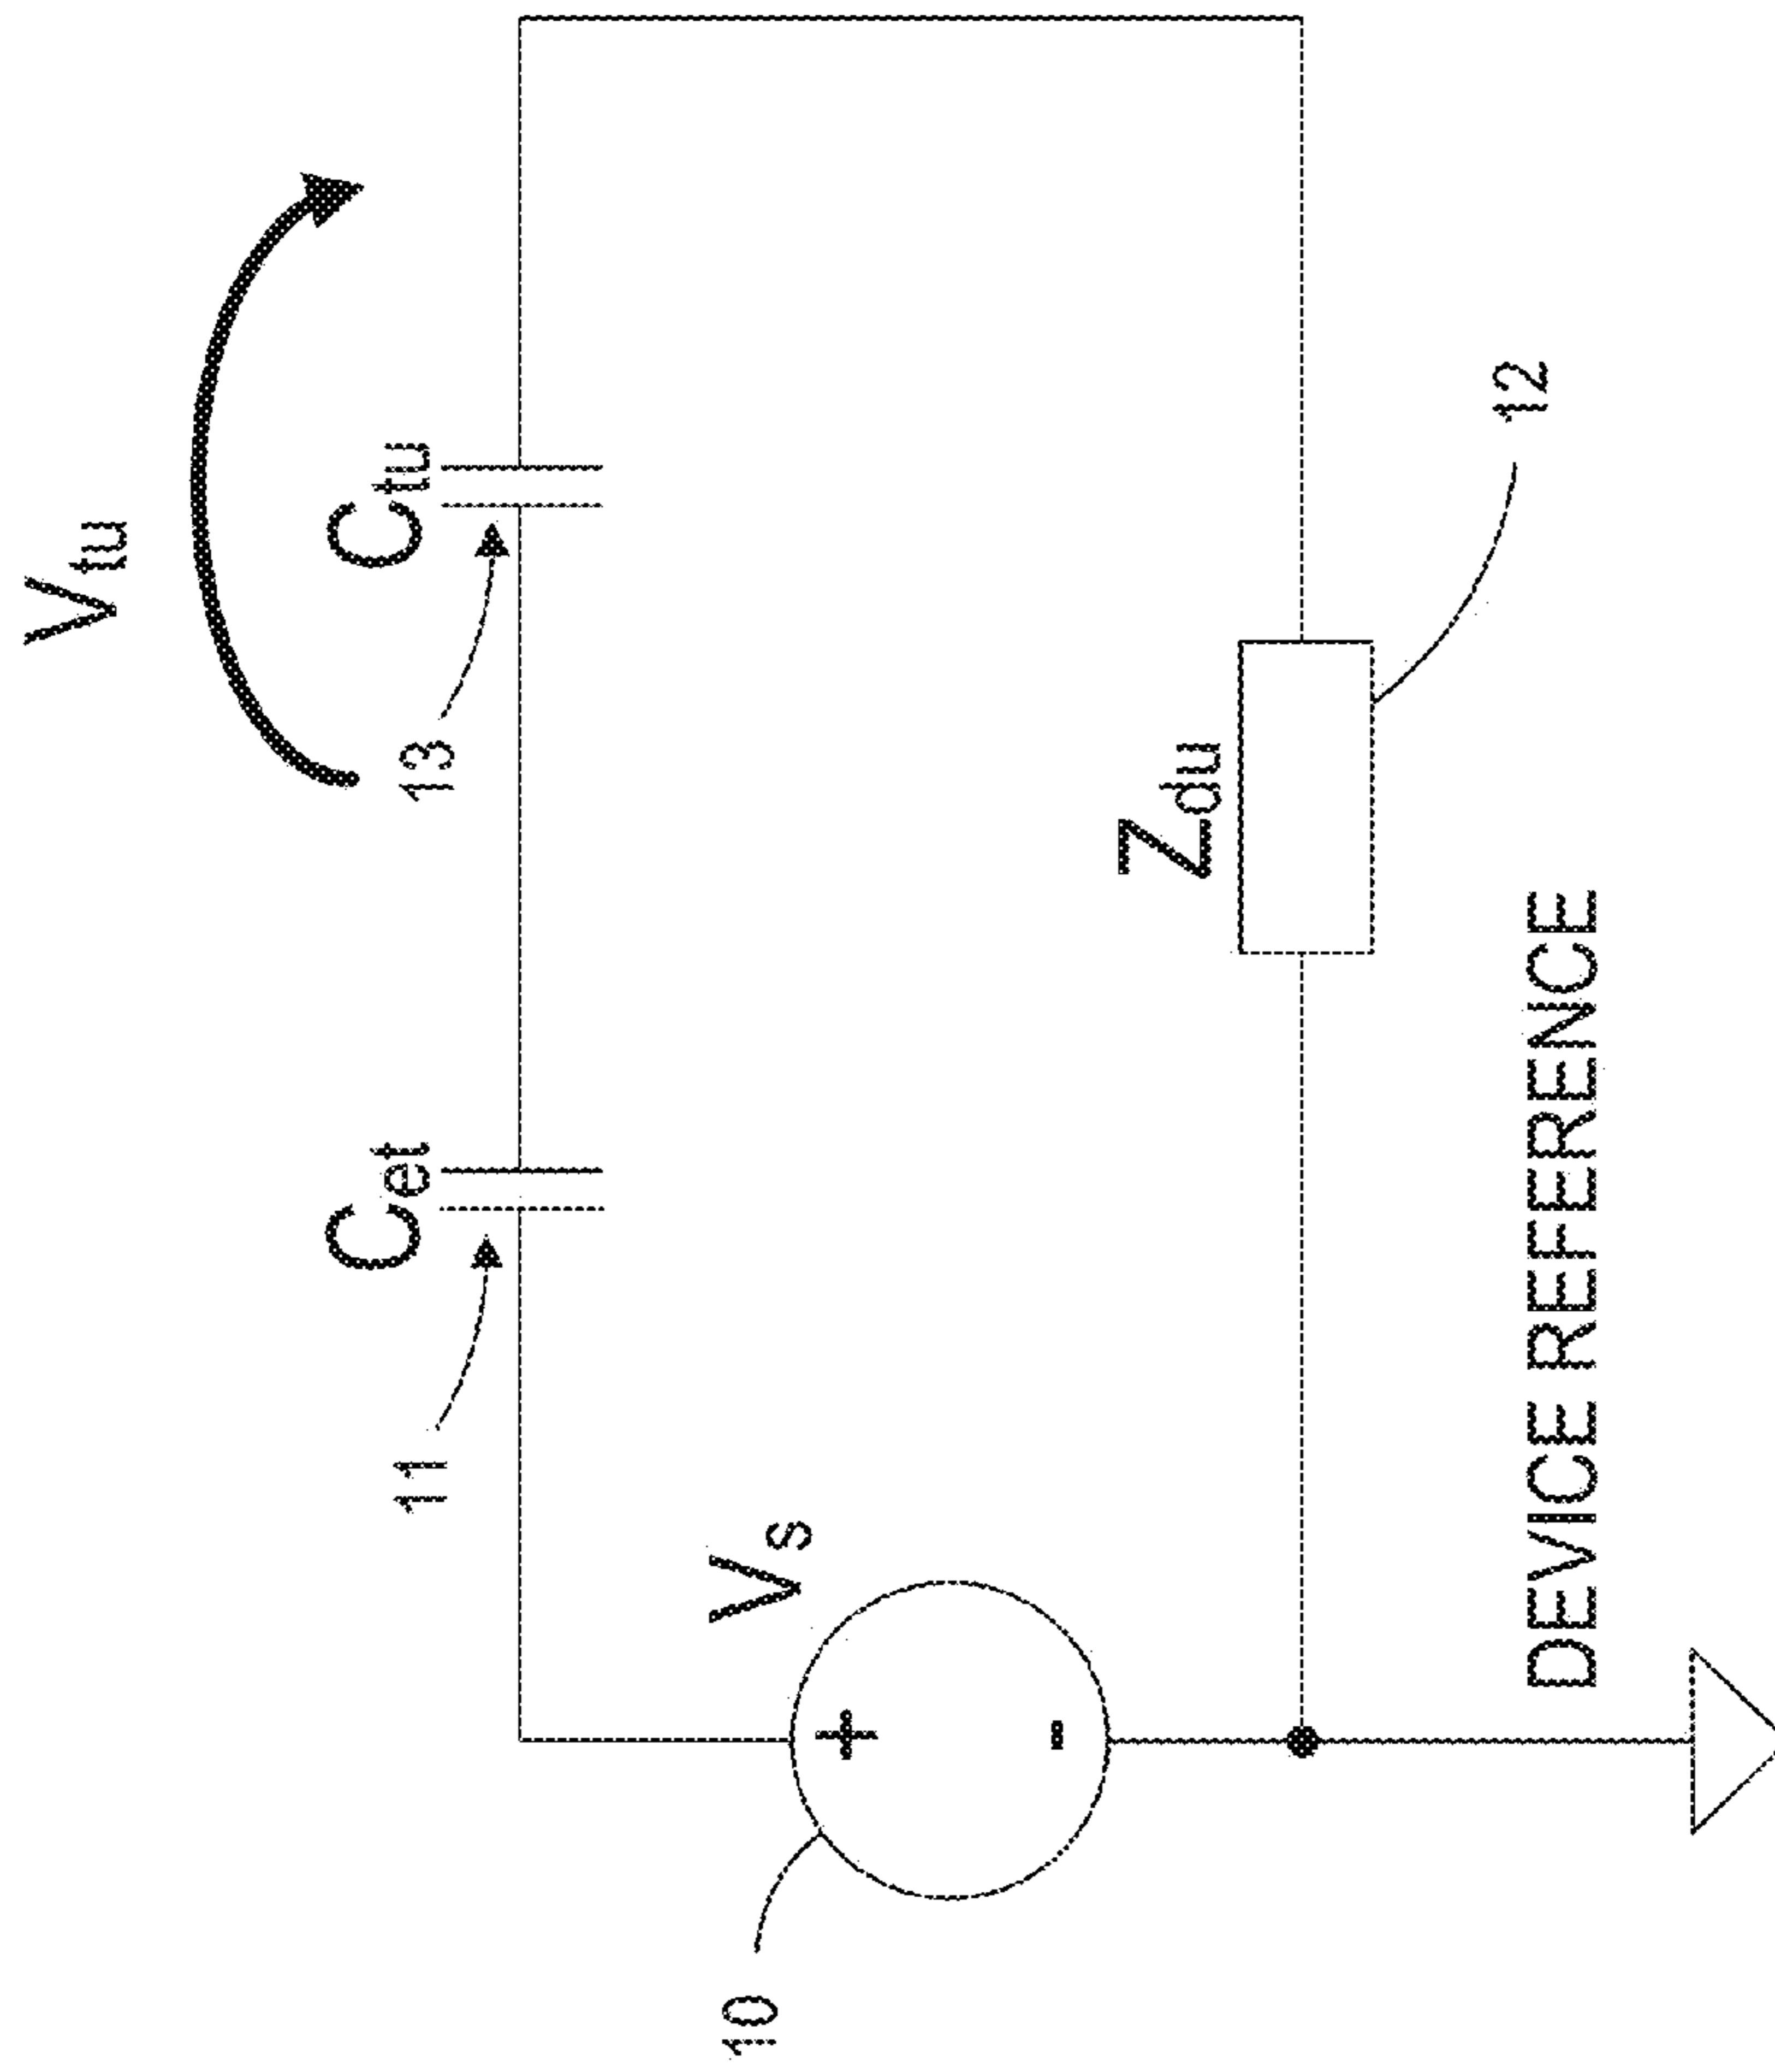 Vtu
Cet
Ctu
11
13
Vs
+
-
10
Zdu
12
DEVICE REFERENCE